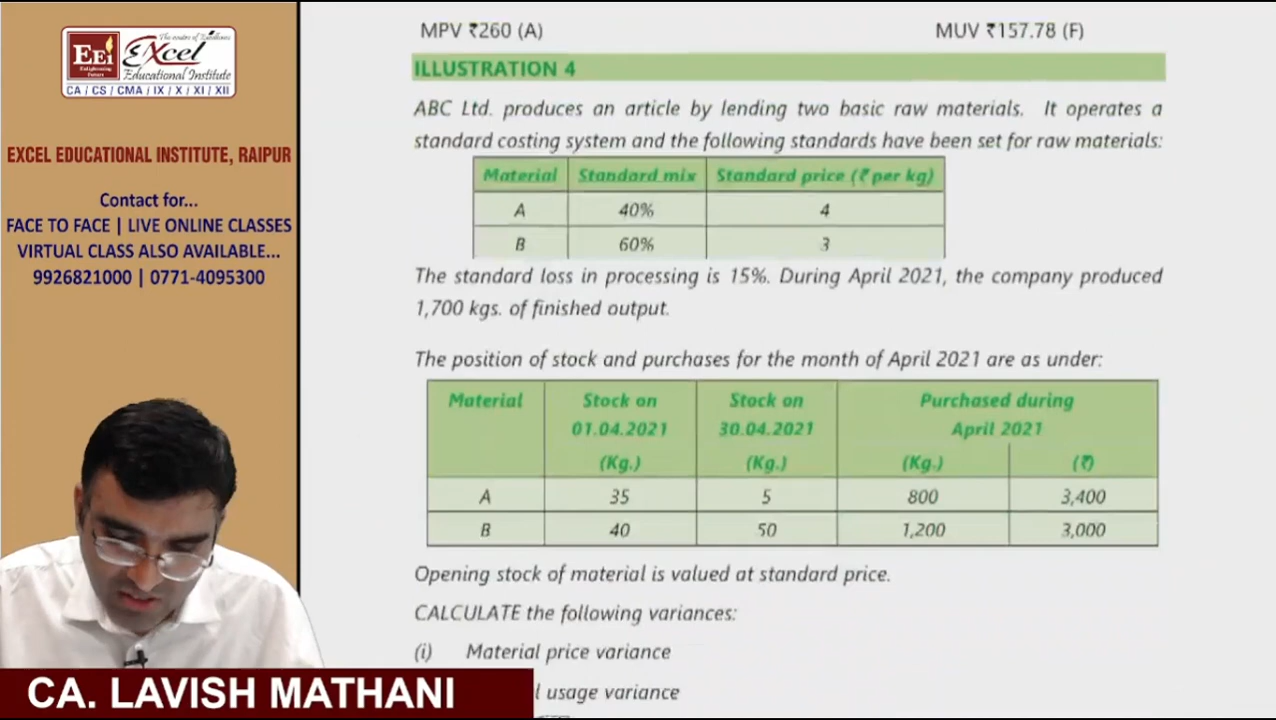 MPV ₹260 (A) MUV ₹157.78 (F)
EEi
Enlightening Future
The centre of Excellence
Excel
Educational Institute
CA / CS / CMA / IX / X / XI / XII
EXCEL EDUCATIONAL INSTITUTE, RAIPUR
Contact for...
FACE TO FACE | LIVE ONLINE CLASSES
VIRTUAL CLASS ALSO AVAILABLE...
9926821000 | 0771-4095300
ILLUSTRATION 4
ABC Ltd. produces an article by lending two basic raw materials. It operates a
standard costing system and the following standards have been set for raw materials:
Material Standard mix Standard price (₹ per kg)
A 40% 4
B 60% 3
The standard loss in processing is 15%. During April 2021, the company produced
1,700 kgs. of finished output.
The position of stock and purchases for the month of April 2021 are as under:
Material Stock on 01.04.2021 (Kg.) Stock on 30.04.2021 (Kg.) Purchased during April 2021
(Kg.) (₹)
A 35 5 800 3,400
B 40 50 1,200 3,000
Opening stock of material is valued at standard price.
CALCULATE the following variances:
(i) Material price variance
l usage variance
CA. LAVISH MATHANI